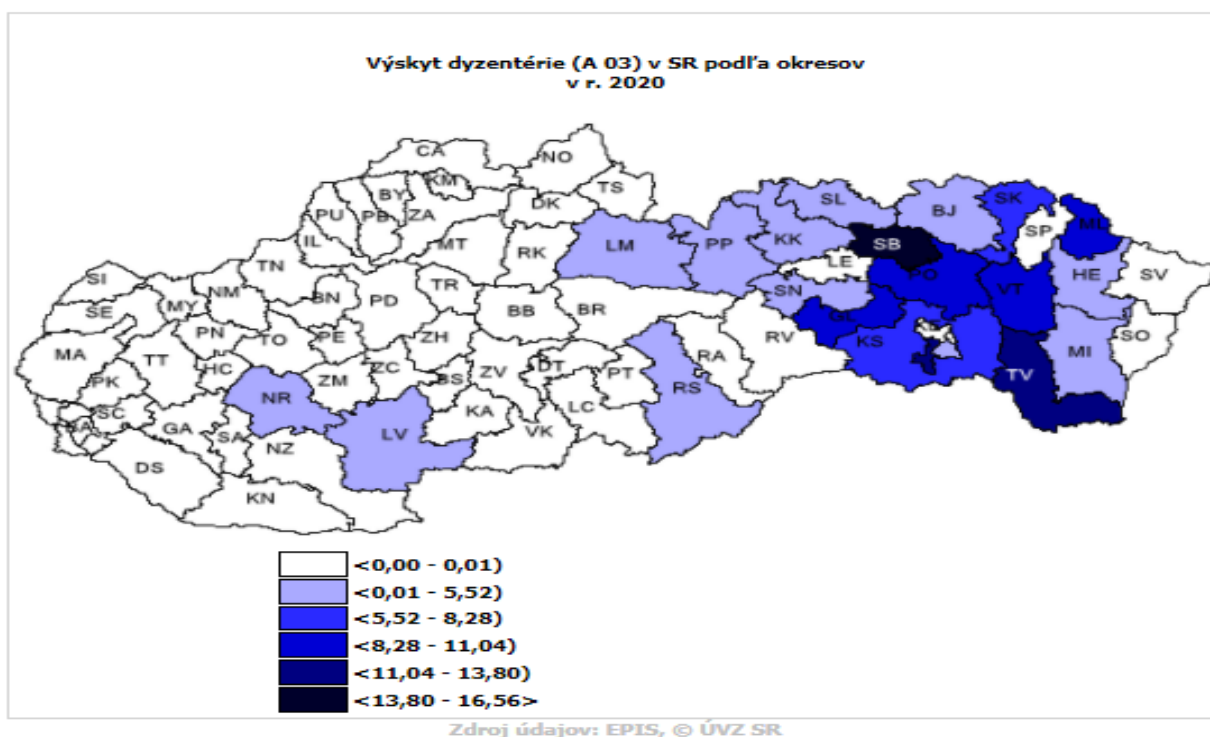 Výskyt dyzentérie (A 03) v SR podľa okresov
v r. 2020
CA
NO
KM
TS
BY
DK
SL
PU
PB
ZA
BJ
SK
SP
ML
IL
MT
RK
LM
PP
KK
SB
TN
LE
PO
HE
SV
SI
NM
BN
PD
TR
SN
VT
SE
MY
BB
BR
GL
PN
TO
PE
ZH
RV
KS
SO
MA
TT
HC
ZM
ZC
BS
ZV
DT
PT
RA
MI
PK
TV
SC
NR
KA
LC
RS
GA
SA
LV
VK
DS
NZ
KN
<0,00 - 0,01)
<0,01 - 5,52)
<5,52 - 8,28)
<8,28 - 11,04)
<11,04 - 13,80)
<13,80 - 16,56>
Zdroj údajov: EPIS, © ÚVZ SR